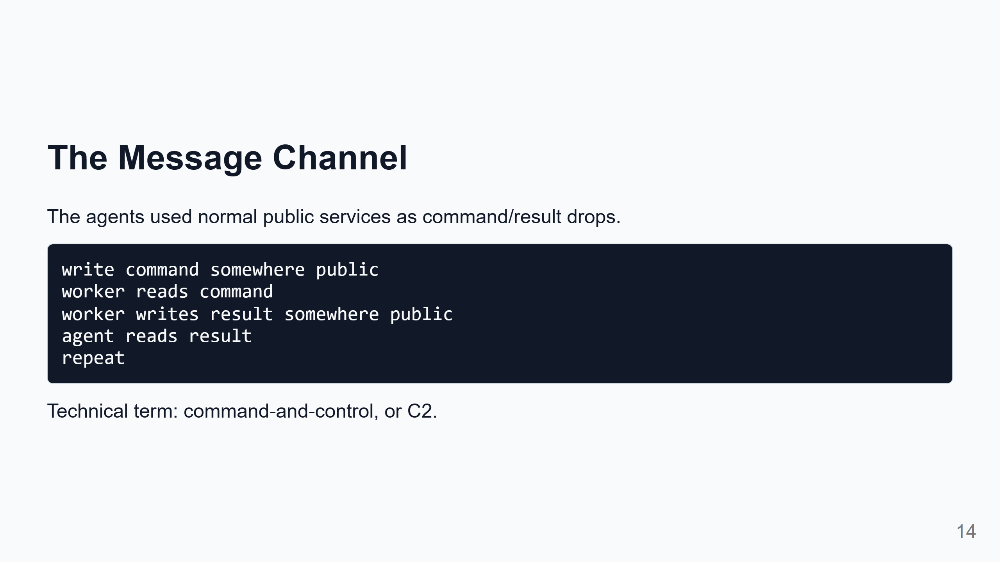 The Message Channel
The agents used normal public services as command/result drops.
write command somewhere public
worker reads command
worker writes result somewhere public
agent reads result
repeat
Technical term: command-and-control, or C2.
14